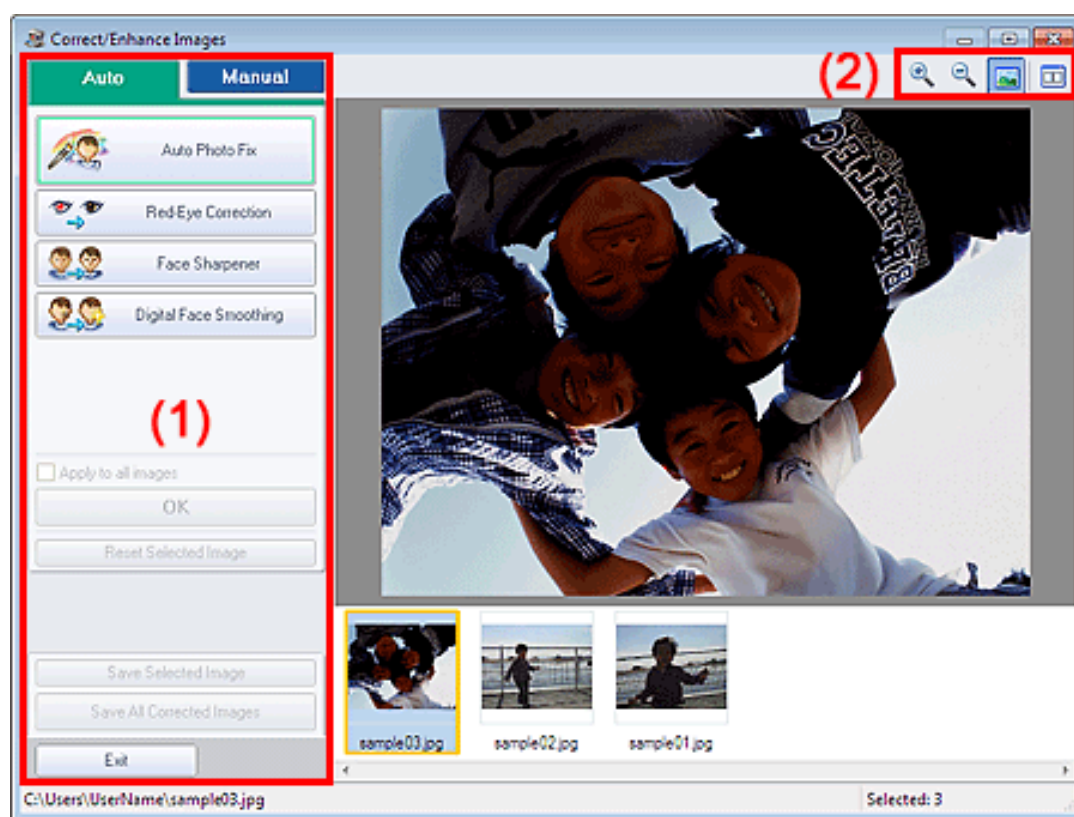 Correct/Enhance Images
Auto
Manual
(2)
Auto Photo Fix
Red-Eye Correction
Face Sharpener
Digital Face Smoothing
(1)
Apply to all images
OK
Reset Selected Image
Save Selected Image
Save All Corrected Images
Exit
sample03.jpg
sample02.jpg
sample01.jpg
C:\Users\UserName\sample03.jpg
Selected: 3